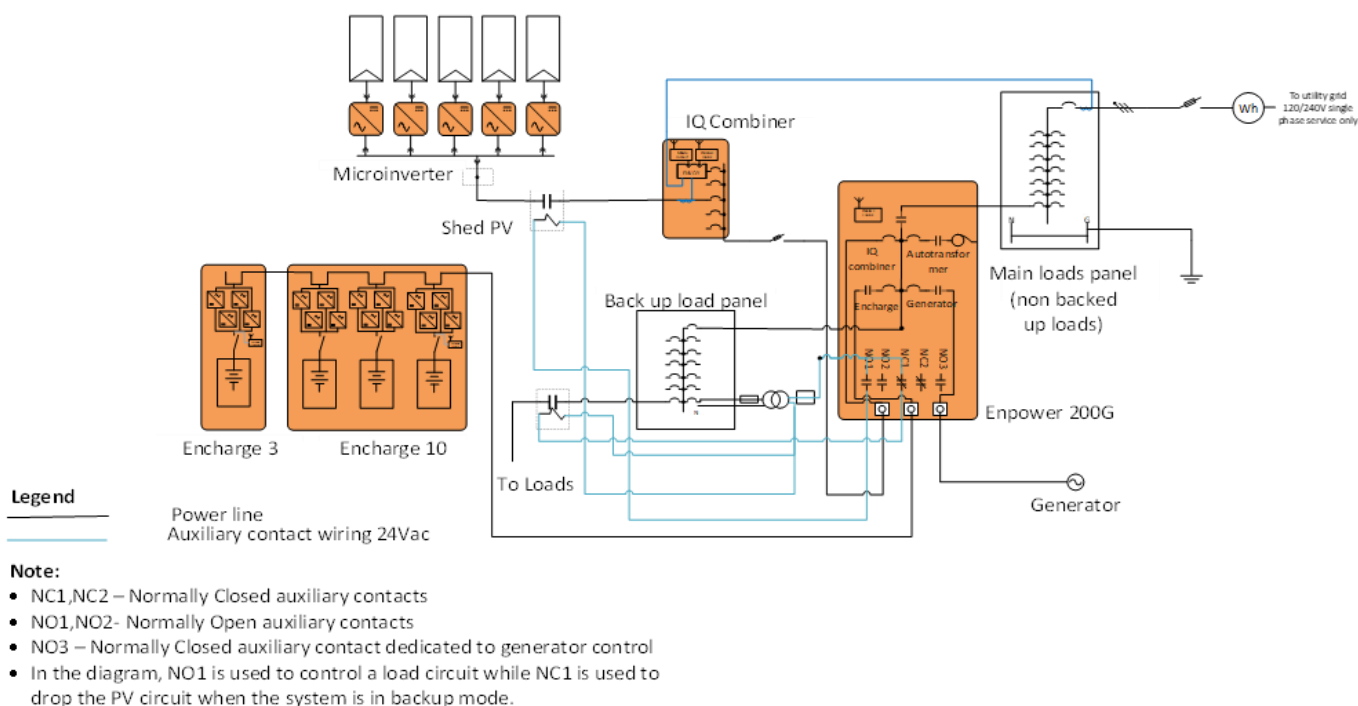 To utility grid
120/240V single
phase service only
Wh
IQ Combiner
Microinverter
Shed PV
N
G
IQ
combiner
Autotransfor
mer
Encharge
Generator
Main loads panel
(non backed
up loads)
Back up load panel
NO1
NO2
NC1
NC2
NO3
N
Enpower 200G
Encharge 3
Encharge 10
To Loads
Generator
Legend
Power line
Auxiliary contact wiring 24Vac
Note:
• NC1,NC2 – Normally Closed auxiliary contacts
• NO1,NO2- Normally Open auxiliary contacts
• NO3 – Normally Closed auxiliary contact dedicated to generator control
• In the diagram, NO1 is used to control a load circuit while NC1 is used to
drop the PV circuit when the system is in backup mode.